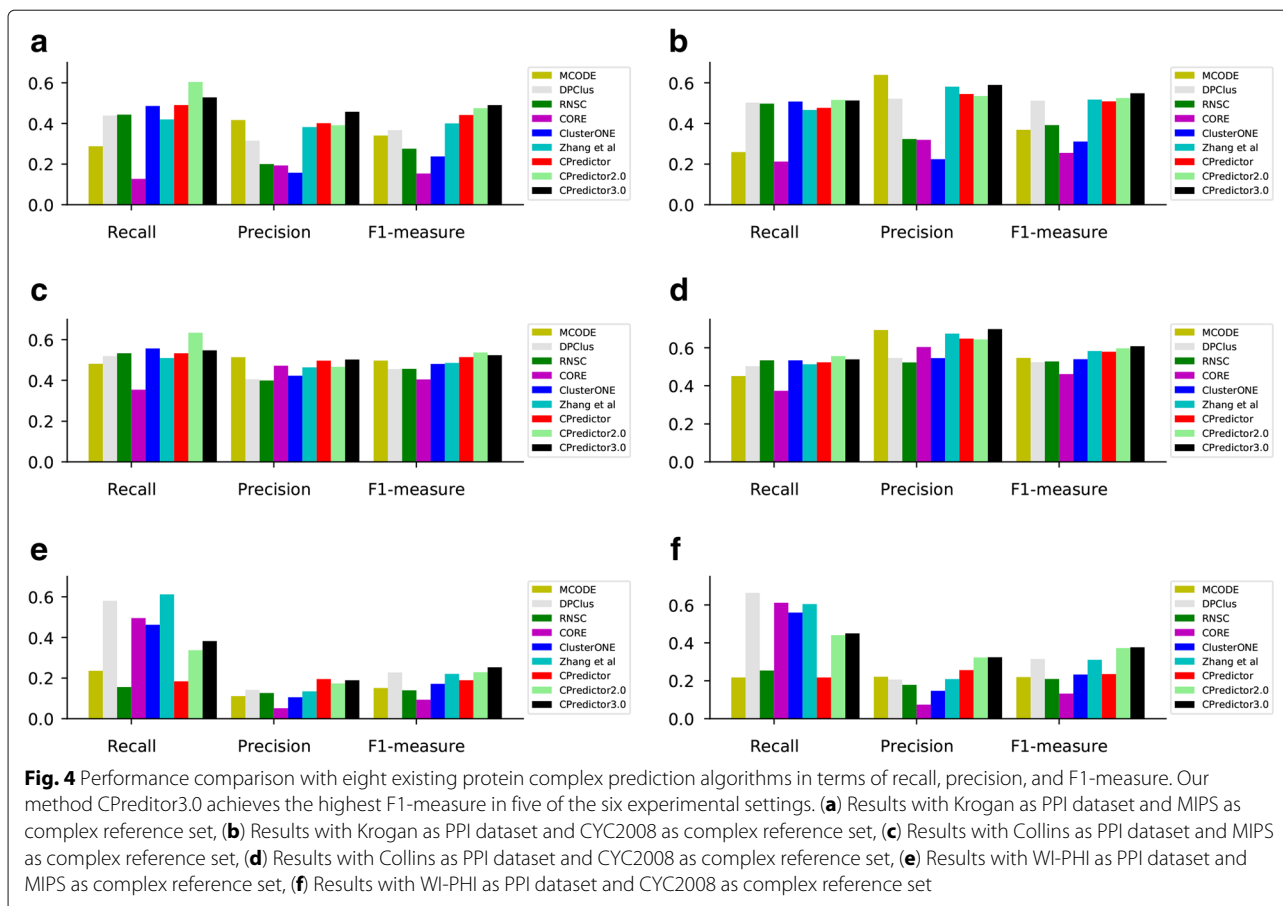 a
0.6
0.4
0.2
0.0
Recall
Precision
F1-measure
MCODE
DPClus
RNSC
CORE
ClusterONE
Zhang et al
CPredictor
CPredictor2.0
CPredictor3.0
b
0.6
0.4
0.2
0.0
Recall
Precision
F1-measure
MCODE
DPClus
RNSC
CORE
ClusterONE
Zhang et al
CPredictor
CPredictor2.0
CPredictor3.0
c
0.6
0.4
0.2
0.0
Recall
Precision
F1-measure
MCODE
DPClus
RNSC
CORE
ClusterONE
Zhang et al
CPredictor
CPredictor2.0
CPredictor3.0
d
0.6
0.4
0.2
0.0
Recall
Precision
F1-measure
MCODE
DPClus
RNSC
CORE
ClusterONE
Zhang et al
CPredictor
CPredictor2.0
CPredictor3.0
e
0.6
0.4
0.2
0.0
Recall
Precision
F1-measure
MCODE
DPClus
RNSC
CORE
ClusterONE
Zhang et al
CPredictor
CPredictor2.0
CPredictor3.0
f
0.6
0.4
0.2
0.0
Recall
Precision
F1-measure
MCODE
DPClus
RNSC
CORE
ClusterONE
Zhang et al
CPredictor
CPredictor2.0
CPredictor3.0
Fig. 4 Performance comparison with eight existing protein complex prediction algorithms in terms of recall, precision, and F1-measure. Our
method CPreditor3.0 achieves the highest F1-measure in five of the six experimental settings. (a) Results with Krogan as PPI dataset and MIPS as
complex reference set, (b) Results with Krogan as PPI dataset and CYC2008 as complex reference set, (c) Results with Collins as PPI dataset and MIPS
as complex reference set, (d) Results with Collins as PPI dataset and CYC2008 as complex reference set, (e) Results with WI-PHI as PPI dataset and
MIPS as complex reference set, (f) Results with WI-PHI as PPI dataset and CYC2008 as complex reference set